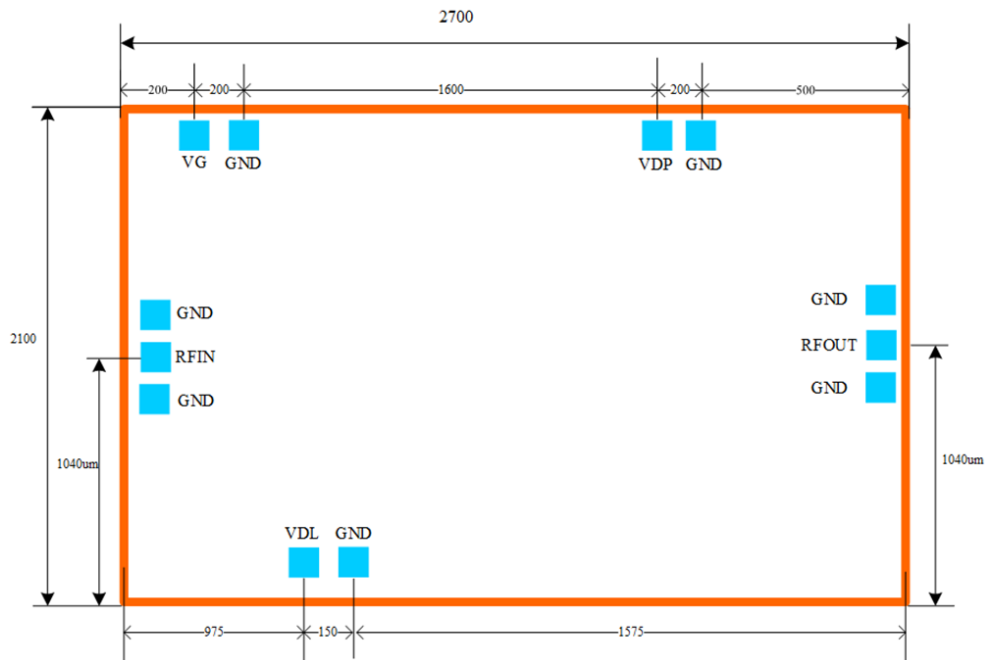 2700
200 200 1600 200 500
VG GND VDP GND
GND GND
2100 RFIN RFOUT
GND GND
1040um 1040um
VDL GND
975 150 1575